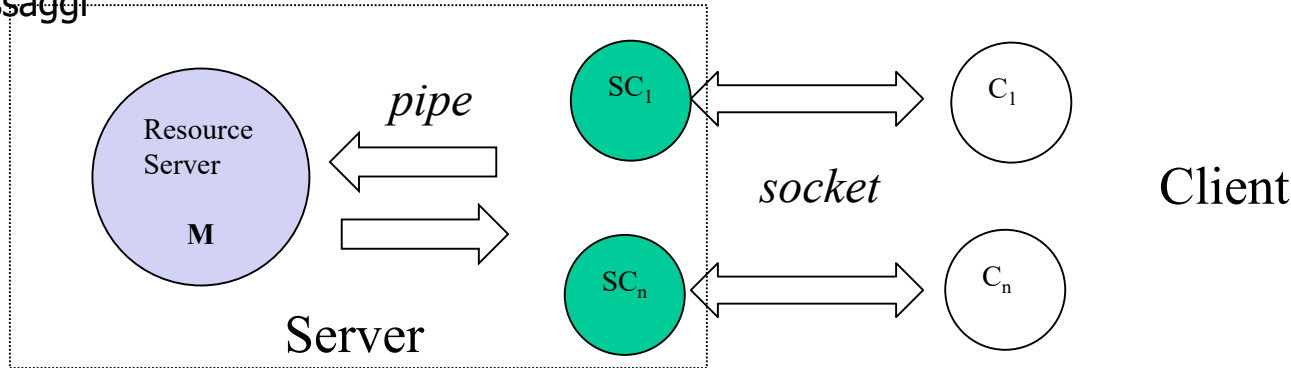 pipe
SC1
C1
Resource
Server
socket
Client
M
SCn
Cn
Server